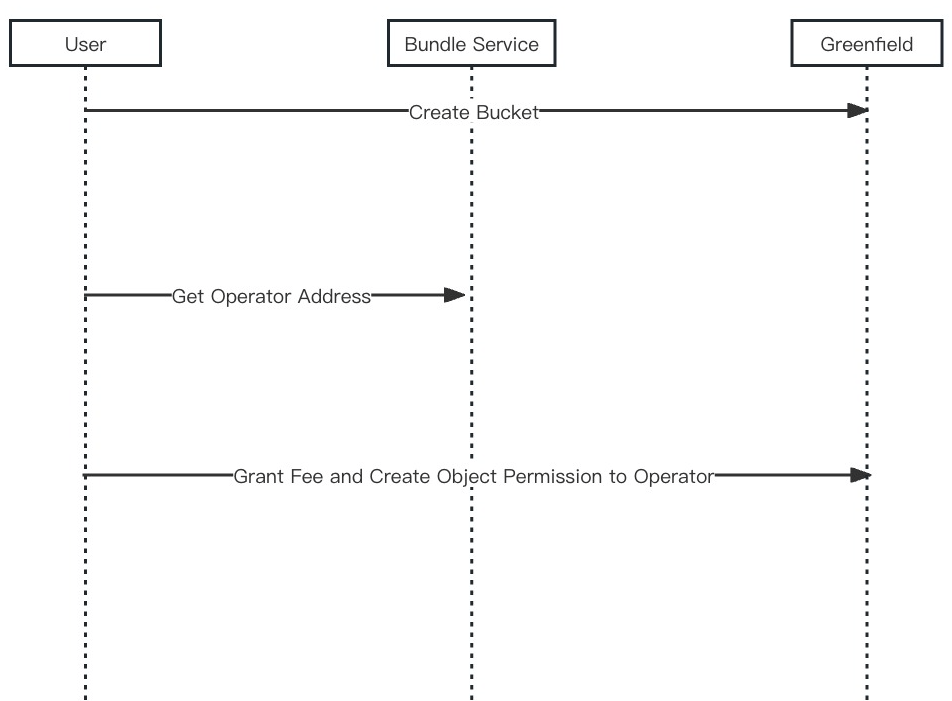 User
Bundle Service
Greenfield
Create Bucket
Get Operator Address
Grant Fee and Create Object Permission to Operator